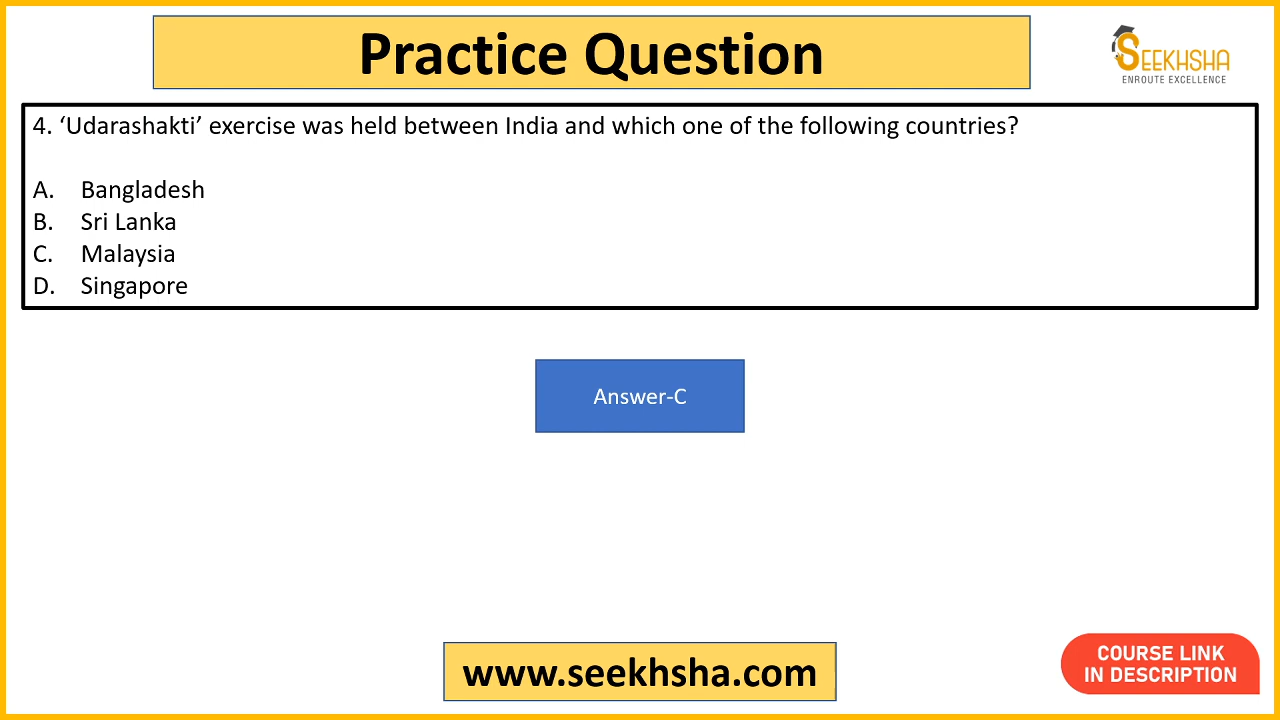 Practice Question
SEEKHSHA
ENROUTE EXCELLENCE
4. ‘Udarashakti’ exercise was held between India and which one of the following countries?
A. Bangladesh
B. Sri Lanka
C. Malaysia
D. Singapore
Answer-C
www.seekhsha.com
COURSE LINK
IN DESCRIPTION